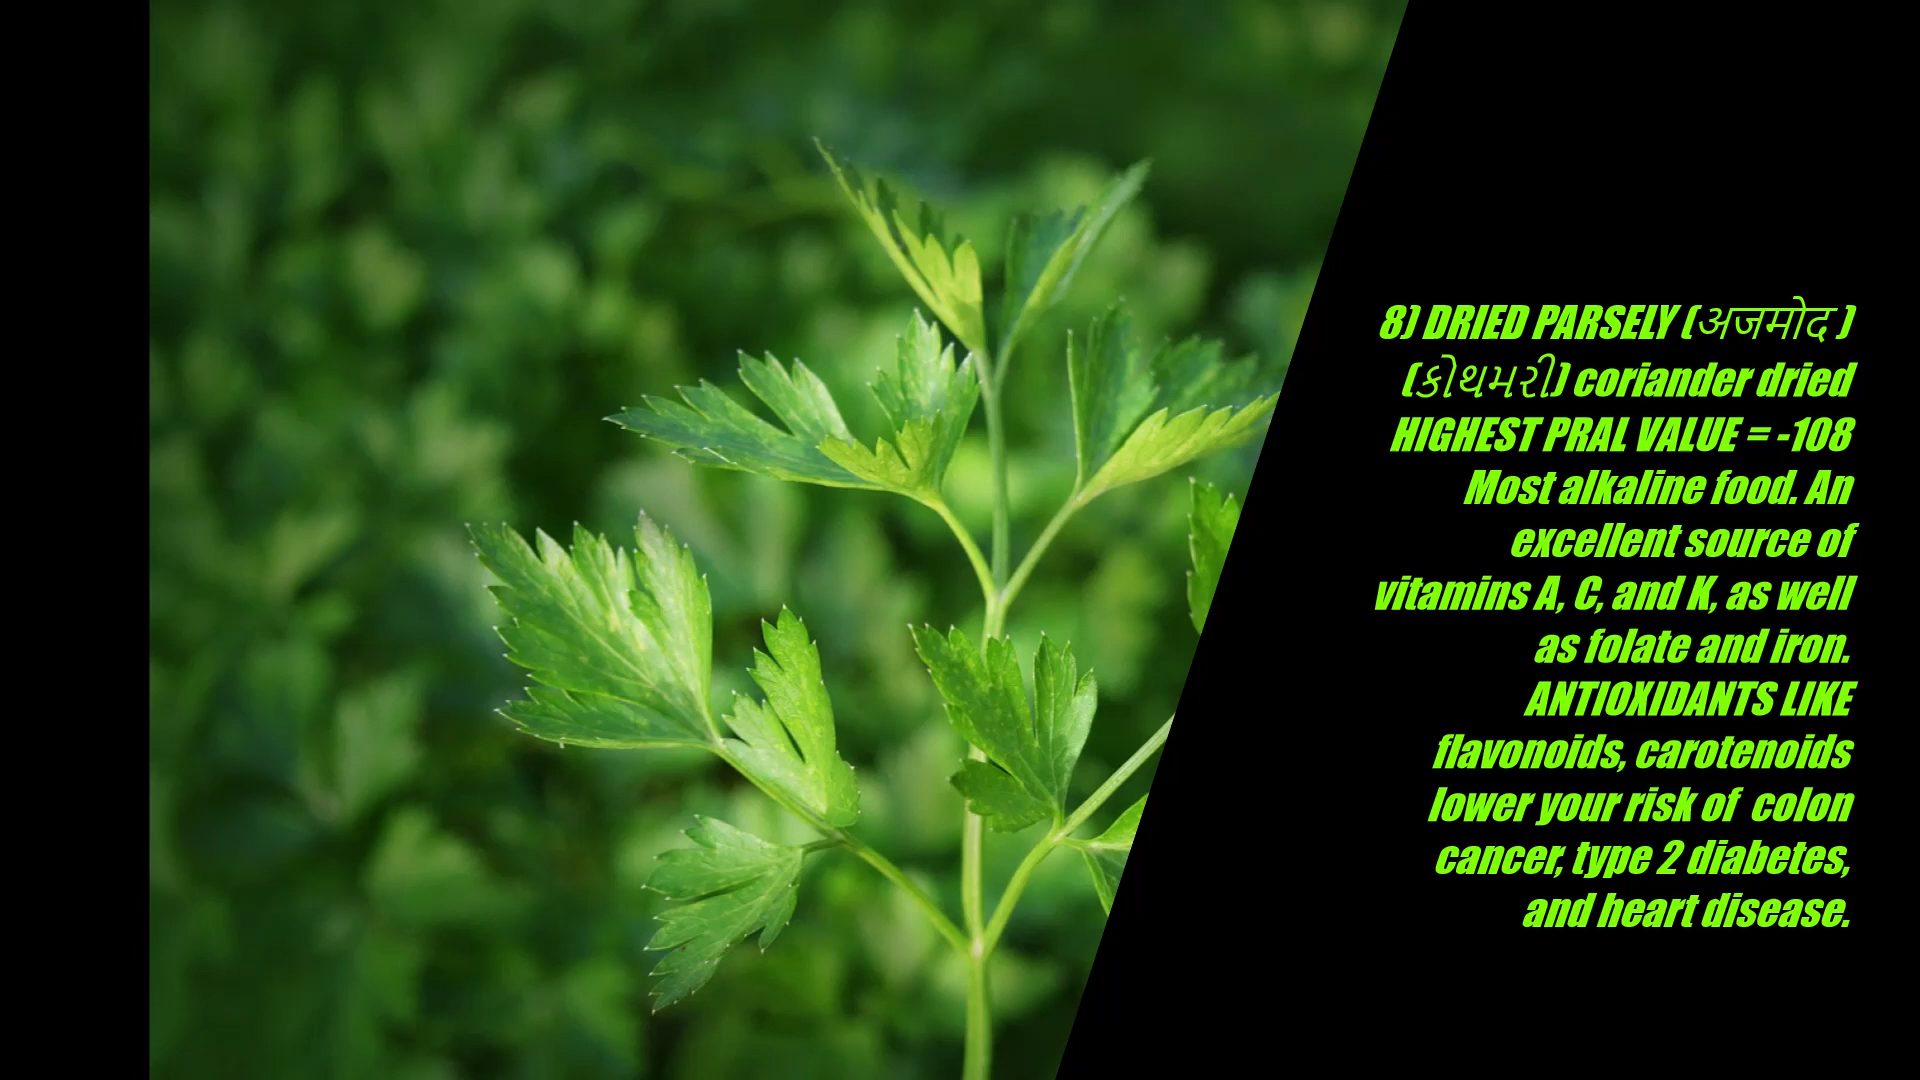 8) DRIED PARSELY (अजमोद )
(કોથમરી) coriander dried
HIGHEST PRAL VALUE = -108
Most alkaline food. An
excellent source of
vitamins A, C, and K, as well
as folate and iron.
ANTIOXIDANTS LIKE
flavonoids, carotenoids
lower your risk of  colon
cancer, type 2 diabetes,
and heart disease.